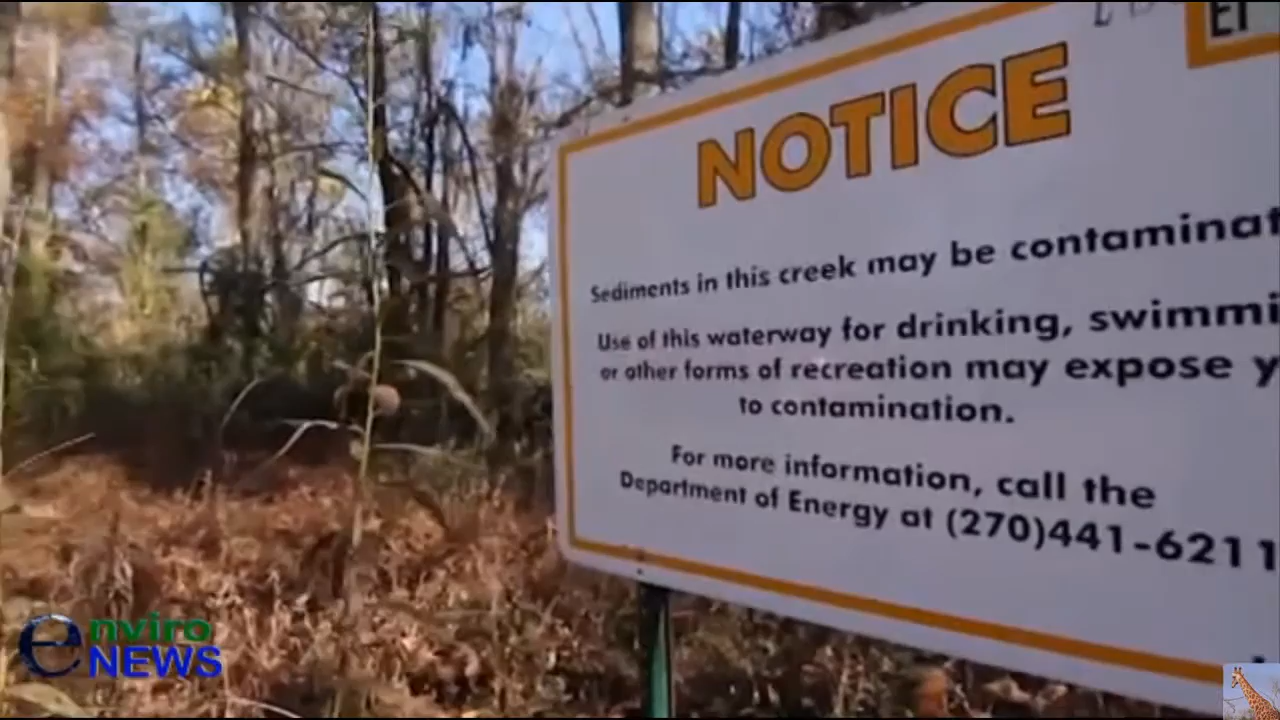 NOTICE
Sediments in this creek may be contaminat
Use of this waterway for drinking, swimmi
or other forms of recreation may expose y
to contamination.
For more information, call the
Department of Energy at (270)441-6211
enviro
NEWS